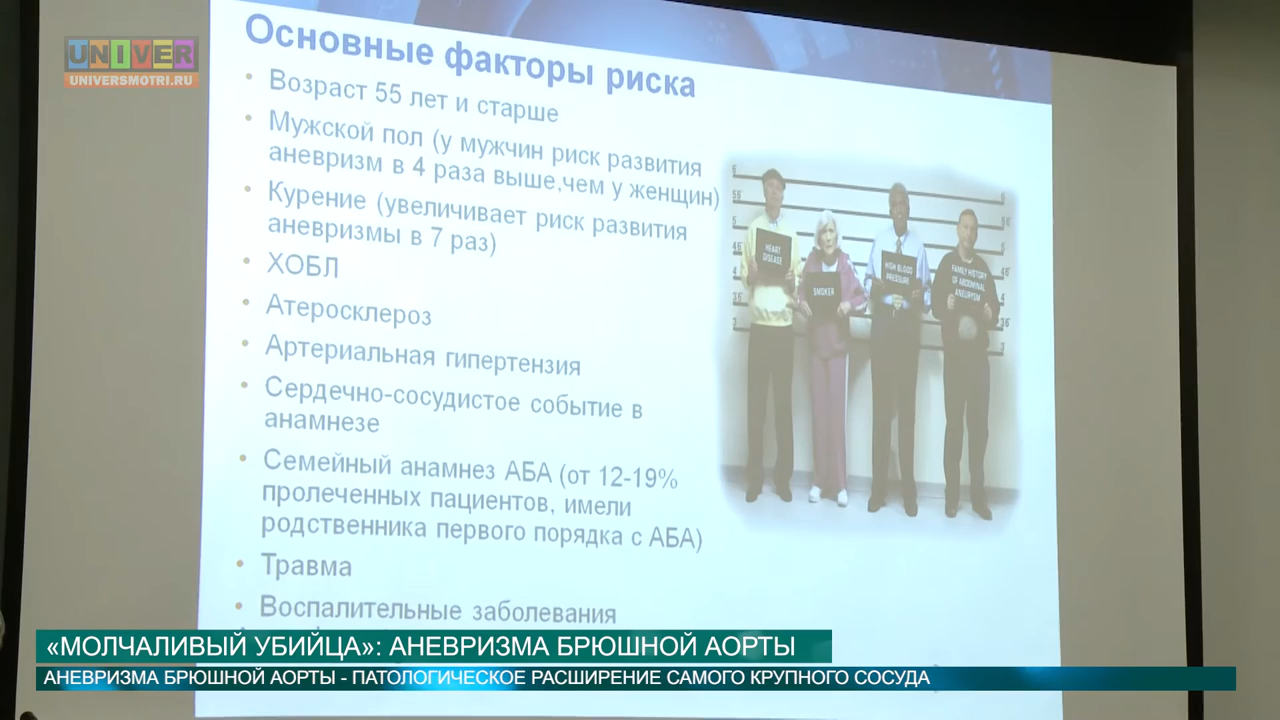 UNIVER
UNIVERSMOTRI.RU
Основные факторы риска
• Возраст 55 лет и старше
• Мужской пол (у мужчин риск развития
аневризм в 4 раза выше,чем у женщин)
• Курение (увеличивает риск развития
аневризмы в 7 раз)
• ХОБЛ
• Атеросклероз
• Артериальная гипертензия
• Сердечно-сосудистое событие в
анамнезе
• Семейный анамнез АБА (от 12-19%
пролеченных пациентов, имели
родственника первого порядка с АБА)
• Травма
• Воспалительные заболевания
HEART
DISEASE
SMOKER
HIGH BLOOD
PRESSURE
FAMILY HISTORY
OF ABDOMINAL
ANEURYSM
«МОЛЧАЛИВЫЙ УБИЙЦА»: АНЕВРИЗМА БРЮШНОЙ АОРТЫ
АНЕВРИЗМА БРЮШНОЙ АОРТЫ - ПАТОЛОГИЧЕСКОЕ РАСШИРЕНИЕ САМОГО КРУПНОГО СОСУДА